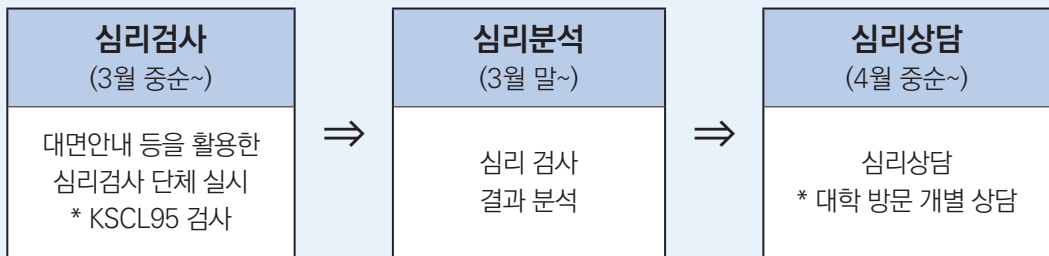 심리검사
(3월 중순~)
대면안내 등을 활용한
심리검사 단체 실시
* KSCL95 검사
⇒
심리분석
(3월 말~)
심리 검사
결과 분석
⇒
심리상담
(4월 중순~)
심리상담
* 대학 방문 개별 상담